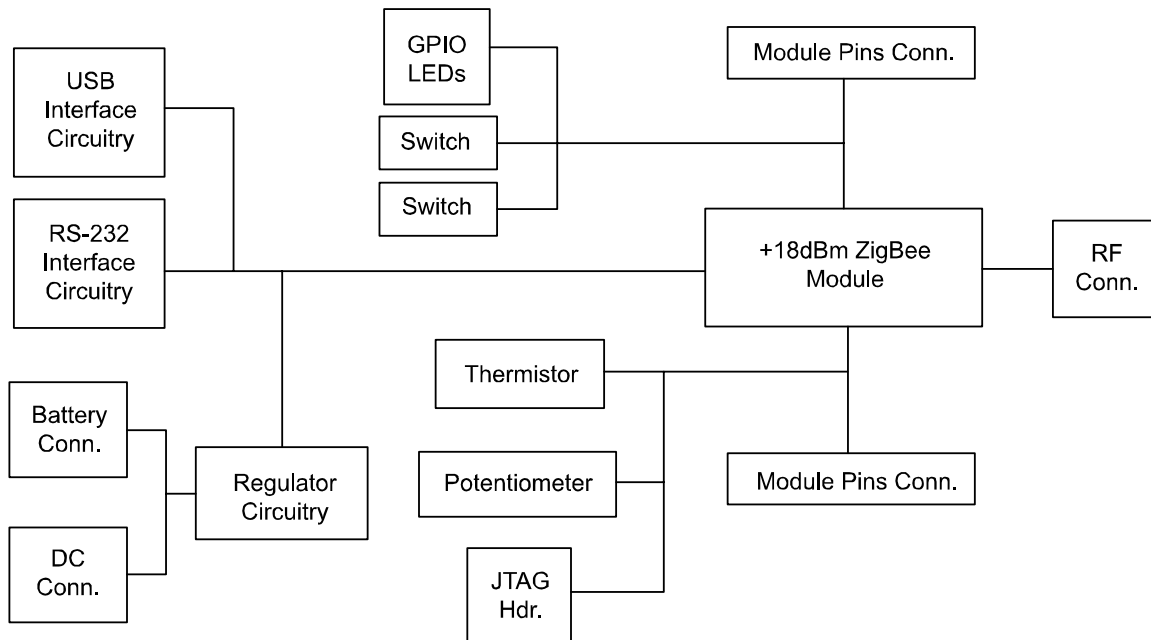 GPIO
LEDs
Module Pins Conn.
USB
Interface
Circuitry
Switch
Switch
RS-232
Interface
Circuitry
+18dBm ZigBee
Module
RF
Conn.
Thermistor
Battery
Conn.
Regulator
Circuitry
Potentiometer
Module Pins Conn.
DC
Conn.
JTAG
Hdr.